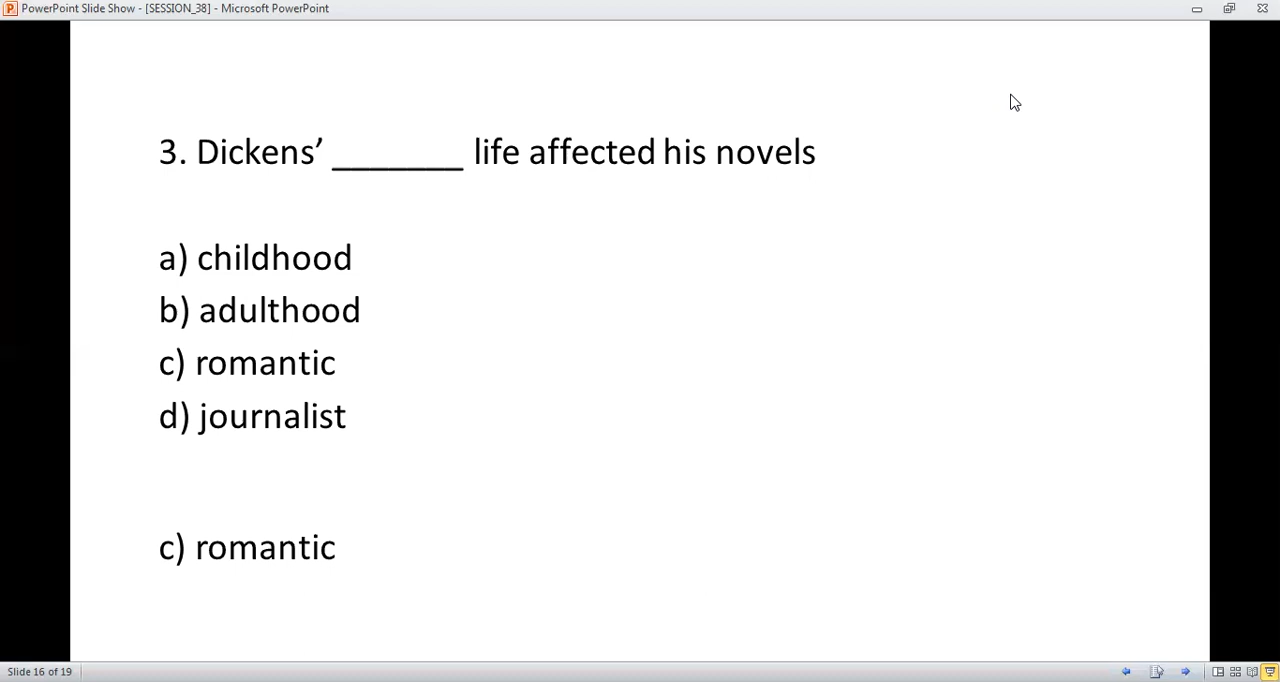 PowerPoint Slide Show - [SESSION_38] - Microsoft PowerPoint
3. Dickens’ _______ life affected his novels
a) childhood
b) adulthood
c) romantic
d) journalist
c) romantic
Slide 16 of 19